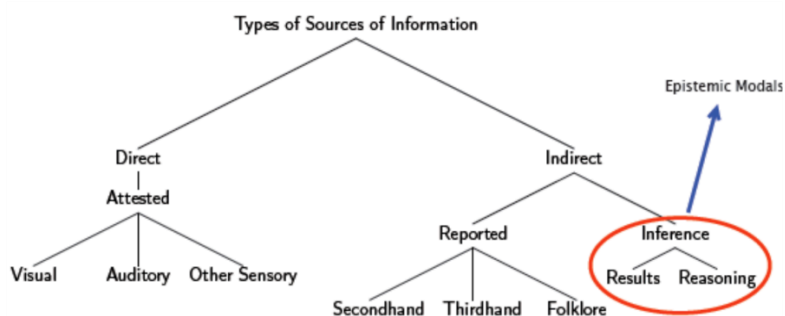 Types of Sources of Information
Epistemic Modals
Direct
Indirect
Attested
Reported
Inference
Visual
Auditory
Other Sensory
Results
Reasoning
Secondhand
Thirdhand
Folklore